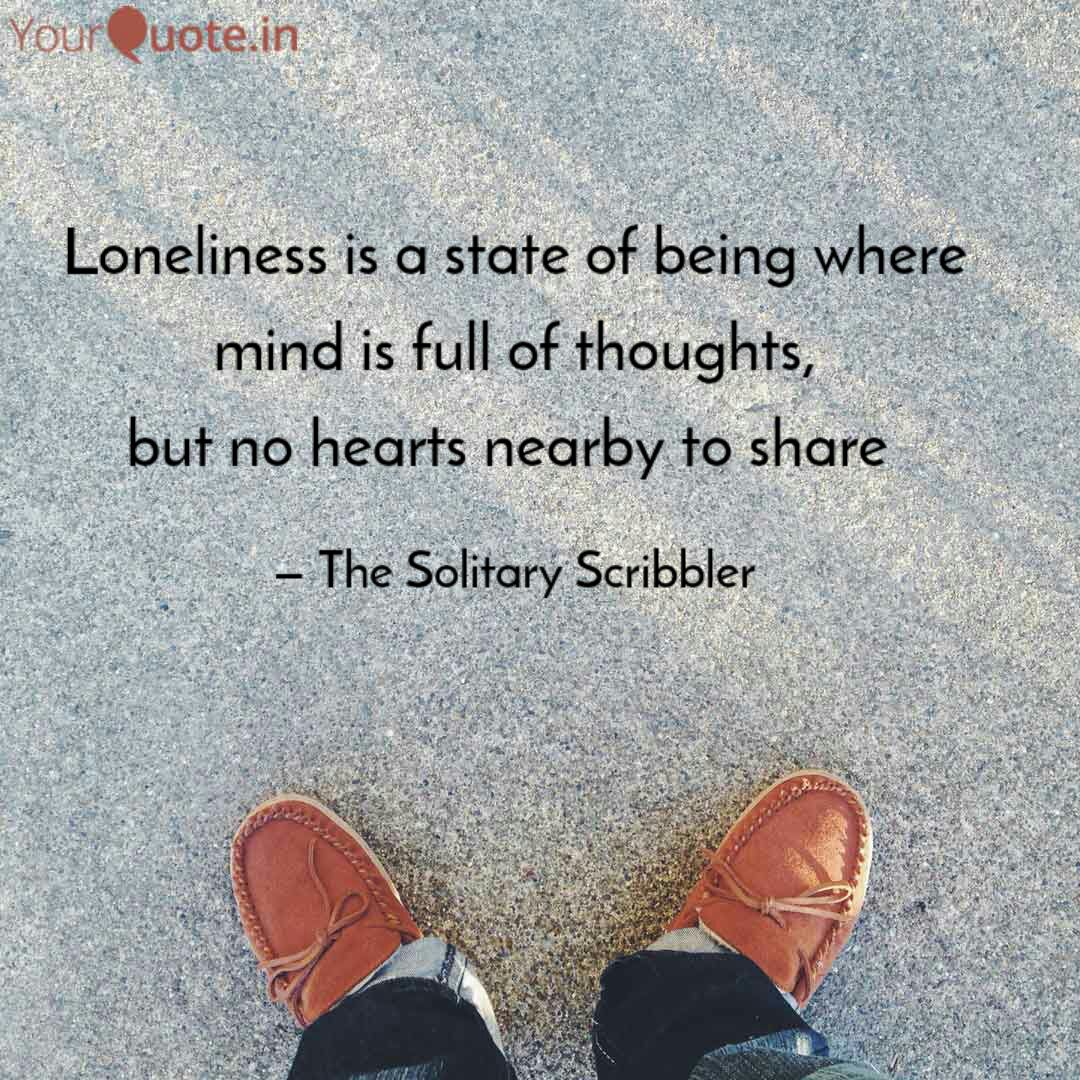 YourQuote.in
Loneliness is a state of being where
mind is full of thoughts,
but no hearts nearby to share
– The Solitary Scribbler